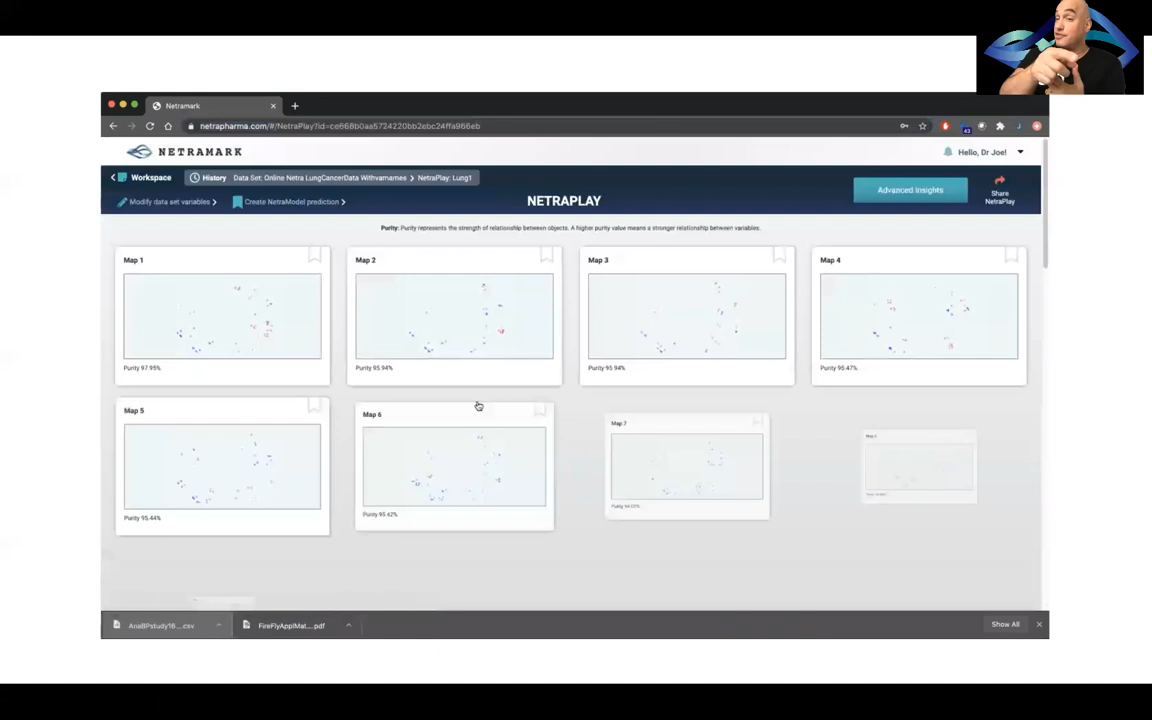 Netramark
netrapharma.com/#/NetraPlay?id=ce668b0aa5724220bb2ebc24ffa966eb
NETRAMARK
Hello, Dr Joe!
Workspace
History Data Set: Online Netra LungCancerData Withvarnames > NetraPlay: Lung1
Modify data set variables >
Create NetraModel prediction >
NETRAPLAY
Advanced Insights
Share
NetraPlay
Purity: Purity represents the strength of relationship between objects. A higher purity value means a stronger relationship between variables.
Map 1
Map 2
Map 3
Map 4
Purity 97.95%
Purity 95.94%
Purity 95.94%
Purity 95.47%
Map 5
Map 6
Map 7
Purity 95.44%
Purity 95.62%
AnaBPstudy16....csv
FireFlyApplMat....pdf
Show All